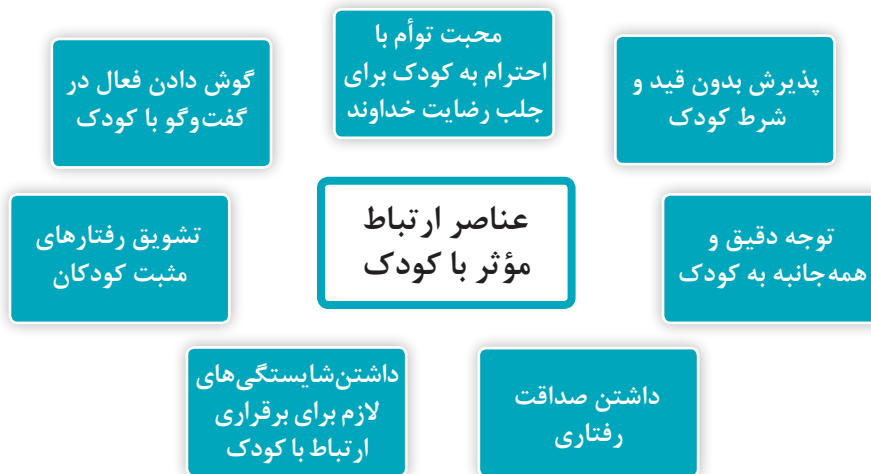 محبت توأم با
احترام به کودک برای
جلب رضایت خداوند
پذیرش بدون قید و
شرط کودک
گوش دادن فعال در
گفت‌وگو با کودک
عناصر ارتباط
مؤثر با کودک
توجه دقیق و
همه‌جانبه به کودک
تشویق رفتارهای
مثبت کودکان
داشتن صداقت
رفتاری
داشتن‌شایستگی‌های
لازم برای برقراری
ارتباط با کودک